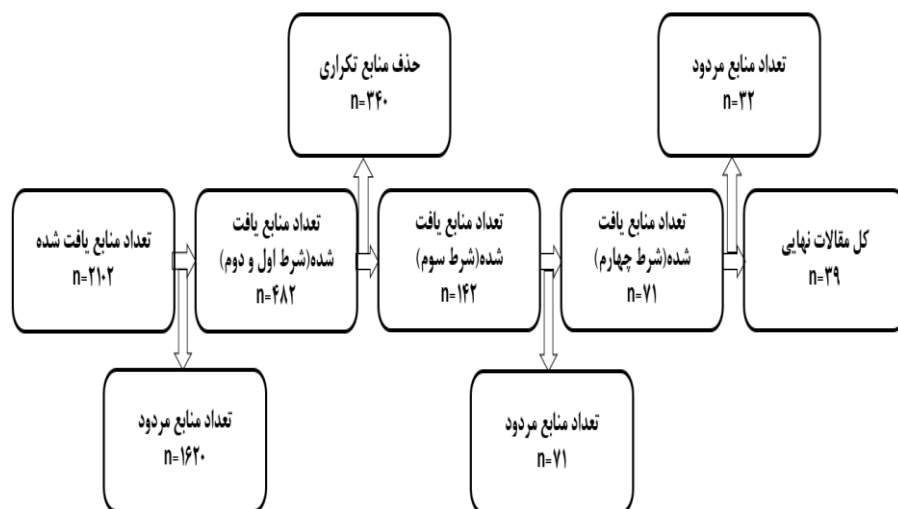 حذف منابع تکراری
n=۳۴۰
تعداد منابع مردود
n=۳۲
تعداد منابع یافت شده
n=۲۱۰۲
تعداد منابع یافت
شده(شرط اول و دوم)
n=۴۸۲
تعداد منابع یافت
شده(شرط سوم)
n=۱۴۲
تعداد منابع یافت
شده(شرط چهارم)
n=۷۱
کل مقالات نهایی
n=۳۹
تعداد منابع مردود
n=۱۶۲۰
تعداد منابع مردود
n=۷۱